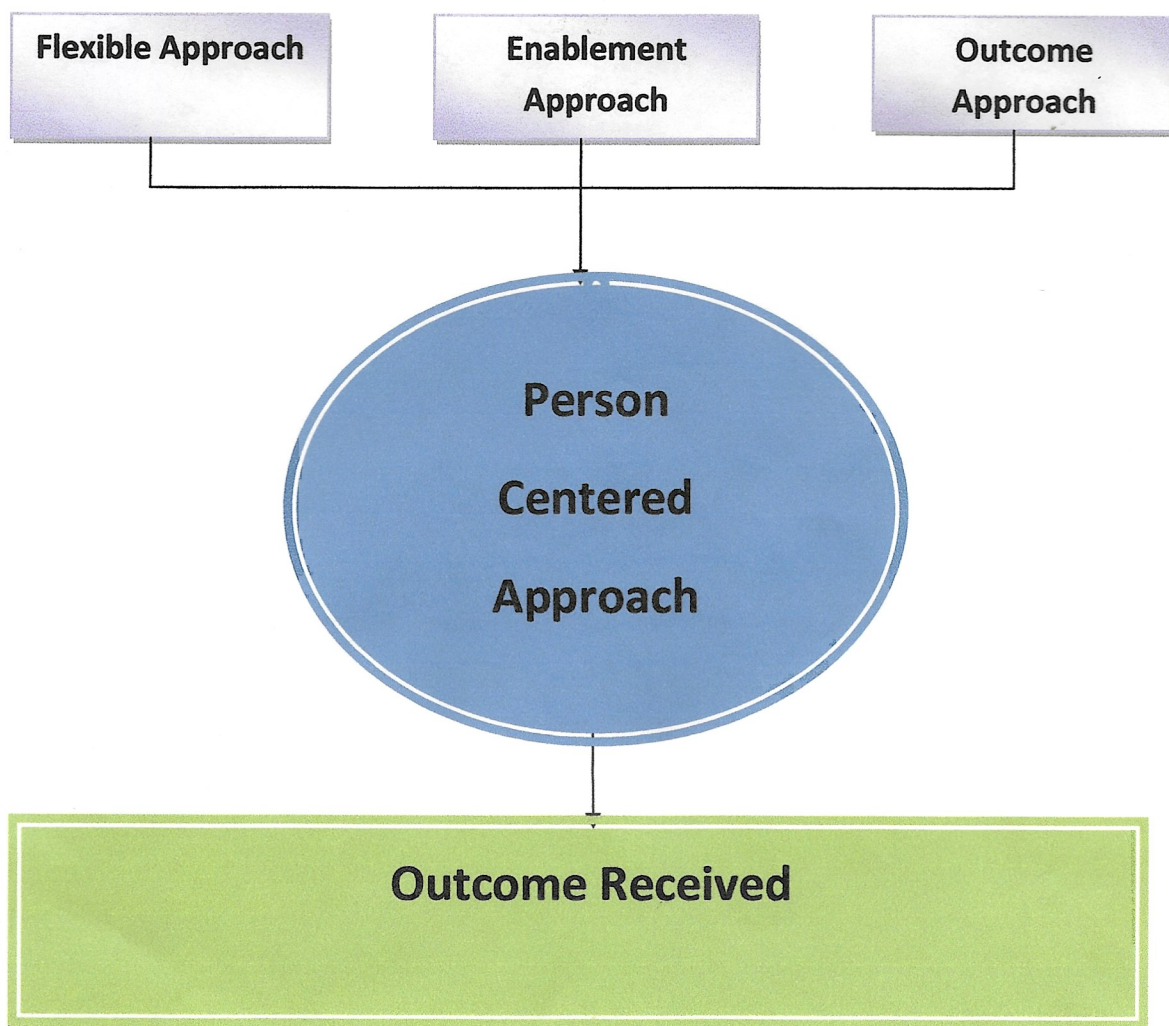 Flexible Approach
Enablement
Approach
Outcome
Approach
Person
Centered
Approach
Outcome Received